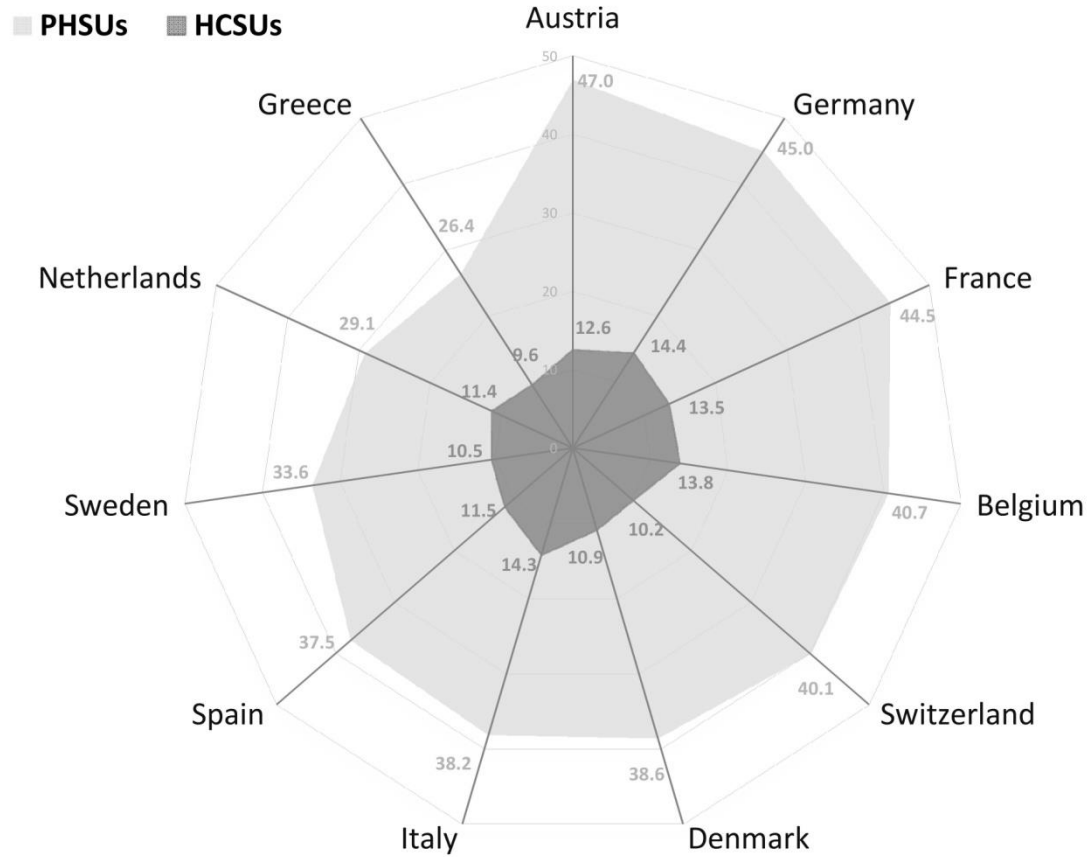 PHSUs HCSUs
Austria
50
47.0
Greece
Germany
40
45.0
26.4
30
Netherlands
France
20
44.5
29.1
12.6
14.4
9.6
10
11.4
13.5
0
10.5
13.8
33.6
Sweden
Belgium
40.7
11.5
10.2
14.3
10.9
37.5
40.1
Spain
Switzerland
38.2
38.6
Italy
Denmark